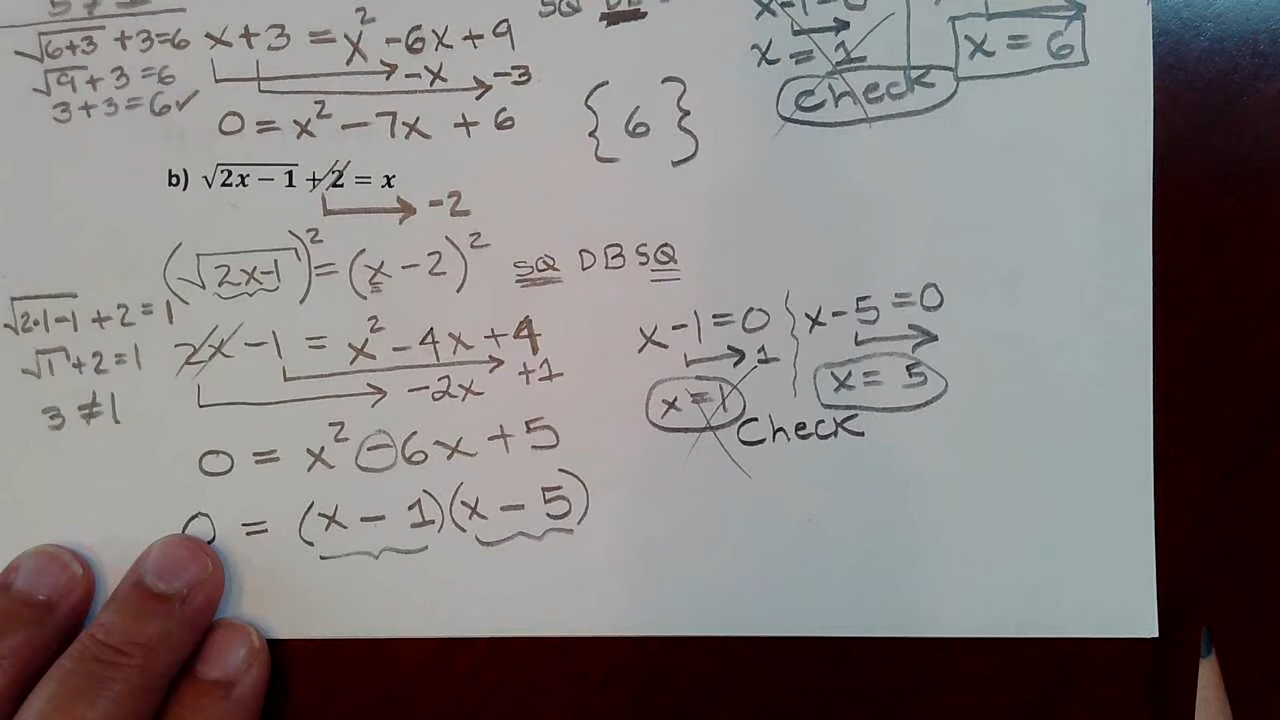 √6+3 +3=6
√9+3=6
3+3=6✓
x+3 = x²-6x+9
-x -3
0 = x² - 7x + 6
{6}
x = 1
check
x = 6
b) √2x − 1 + 2 = x
-2
(√2x-1)² = (x-2)² SQ DBSQ
√2·1-1 + 2 = 1
√1+2=1
3 ≠ 1
2x - 1 = x² - 4x + 4
-2x +1
0 = x² - 6x + 5
0 = (x - 1)(x - 5)
x-1=0
1
x = 1
x-5=0
x = 5
check